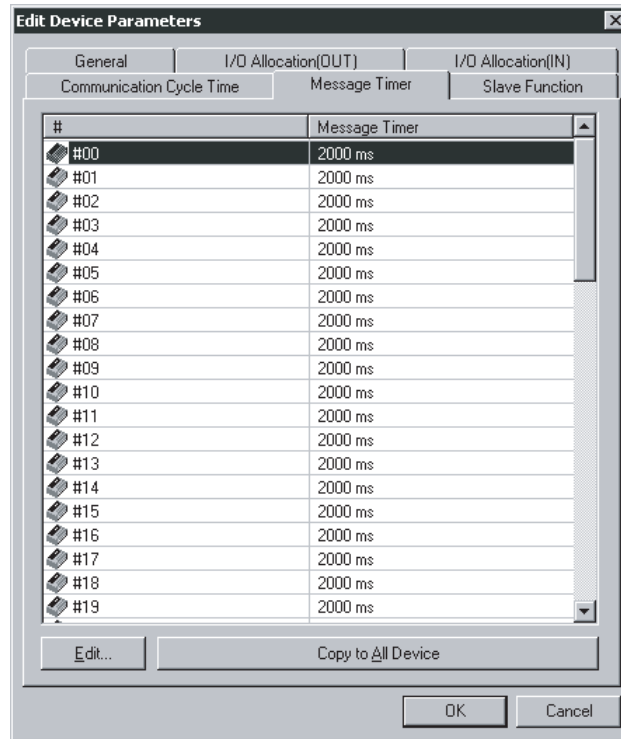 Edit Device Parameters
General I/O Allocation(OUT) I/O Allocation(IN)
Communication Cycle Time Message Timer Slave Function
# Message Timer
#00 2000 ms
#01 2000 ms
#02 2000 ms
#03 2000 ms
#04 2000 ms
#05 2000 ms
#06 2000 ms
#07 2000 ms
#08 2000 ms
#09 2000 ms
#10 2000 ms
#11 2000 ms
#12 2000 ms
#13 2000 ms
#14 2000 ms
#15 2000 ms
#16 2000 ms
#17 2000 ms
#18 2000 ms
#19 2000 ms
Edit... Copy to All Device
OK Cancel